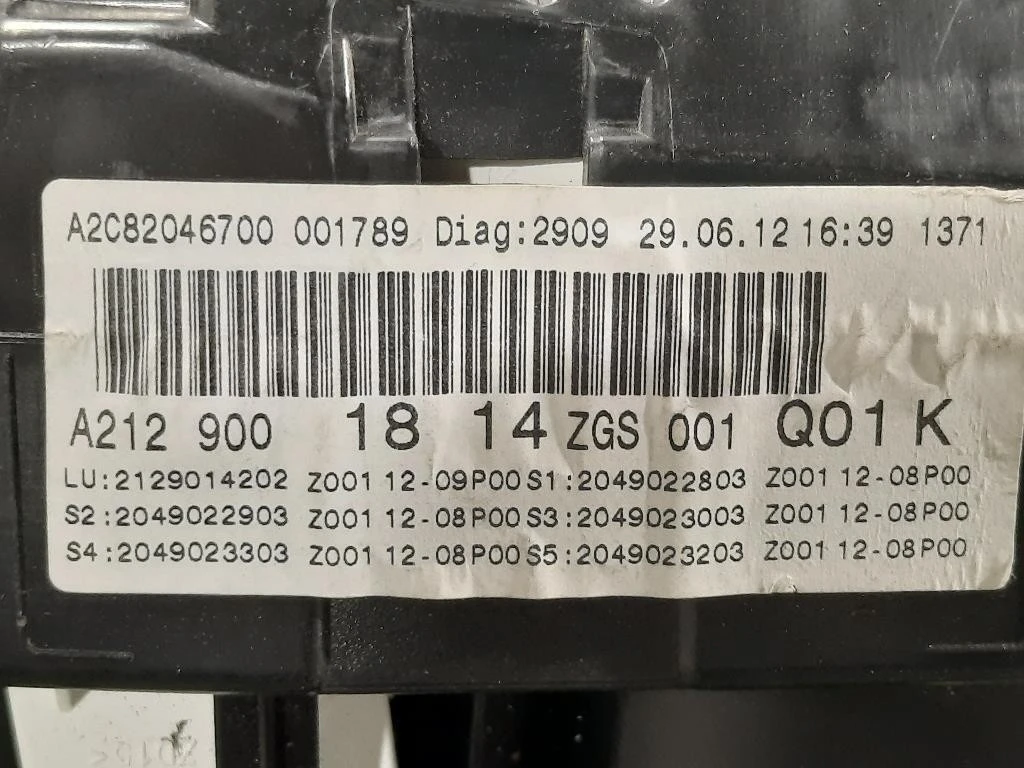 A2C82046700 001789 Diag:2909 29.06.12 16:39 1371
A212 900 18 14 ZGS 001 Q01 K
LU:2129014202 Z001 12-09P00 S1:2049022803 Z001 12-08P00
S2:2049022903 Z001 12-08P00 S3:2049023003 Z001 12-08P00
S4:2049023303 Z001 12-08P00 S5:2049023203 Z001 12-08P00